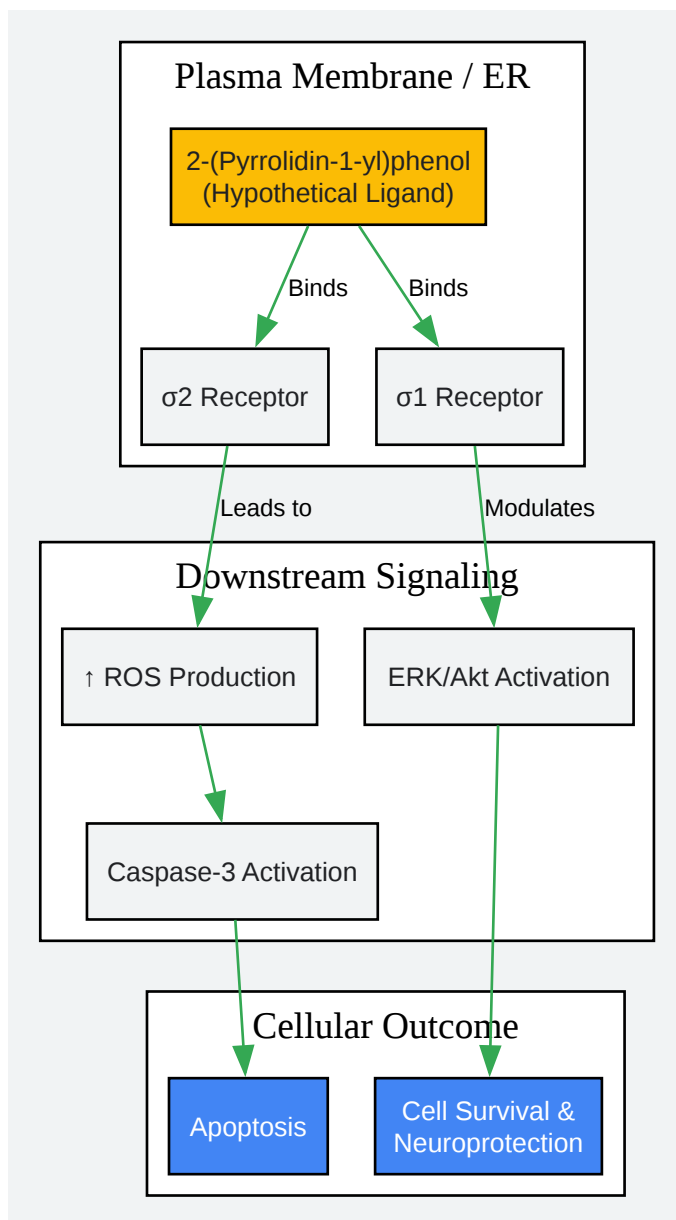 Plasma Membrane / ER
2-(Pyrrolidin-1-yl)phenol
(Hypothetical Ligand)
Binds
Binds
σ2 Receptor
σ1 Receptor
Leads to
Modulates
Downstream Signaling
↑ ROS Production
ERK/Akt Activation
Caspase-3 Activation
Cellular Outcome
Apoptosis
Cell Survival &
Neuroprotection